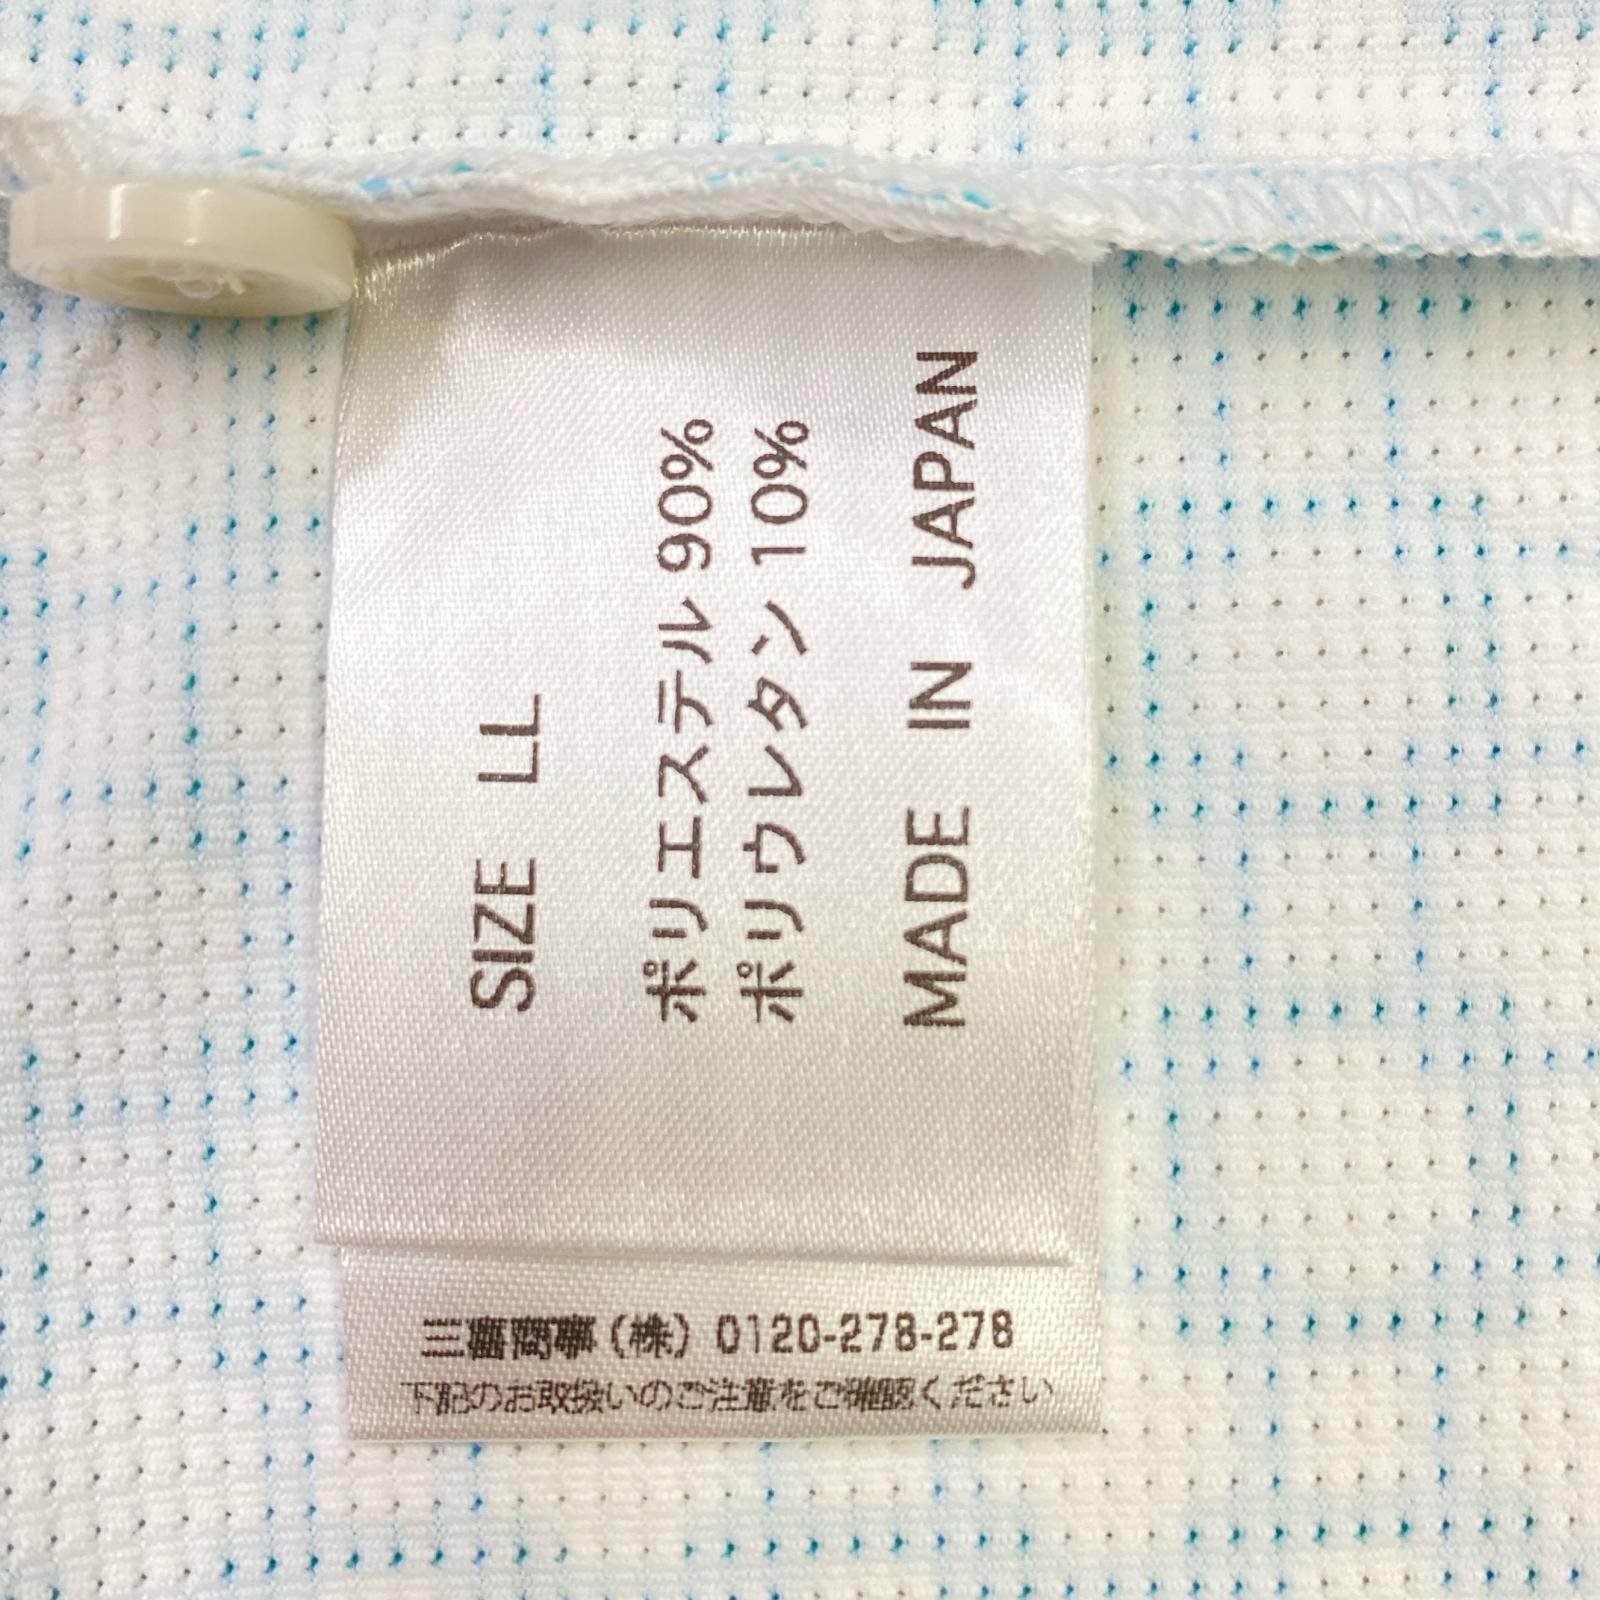 SIZE LL
ポリエステル 90%
ポリウレタン 10%
MADE IN JAPAN
三喜商事(株) 0120-278-278
下記のお取扱いのご注意をご確認ください